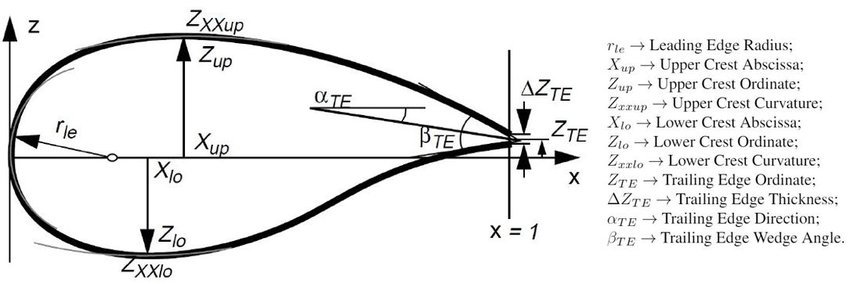 z
Z_XXup
Z_up
α_TE
ΔZ_TE
β_TE
Z_TE
r_le
X_up
X_lo
x
Z_lo
Z_XXlo
x = 1
r_le → Leading Edge Radius;
X_up → Upper Crest Abscissa;
Z_up → Upper Crest Ordinate;
Z_xxup → Upper Crest Curvature;
X_lo → Lower Crest Abscissa;
Z_lo → Lower Crest Ordinate;
Z_xxlo → Lower Crest Curvature;
Z_TE → Trailing Edge Ordinate;
ΔZ_TE → Trailing Edge Thickness;
α_TE → Trailing Edge Direction;
β_TE → Trailing Edge Wedge Angle.